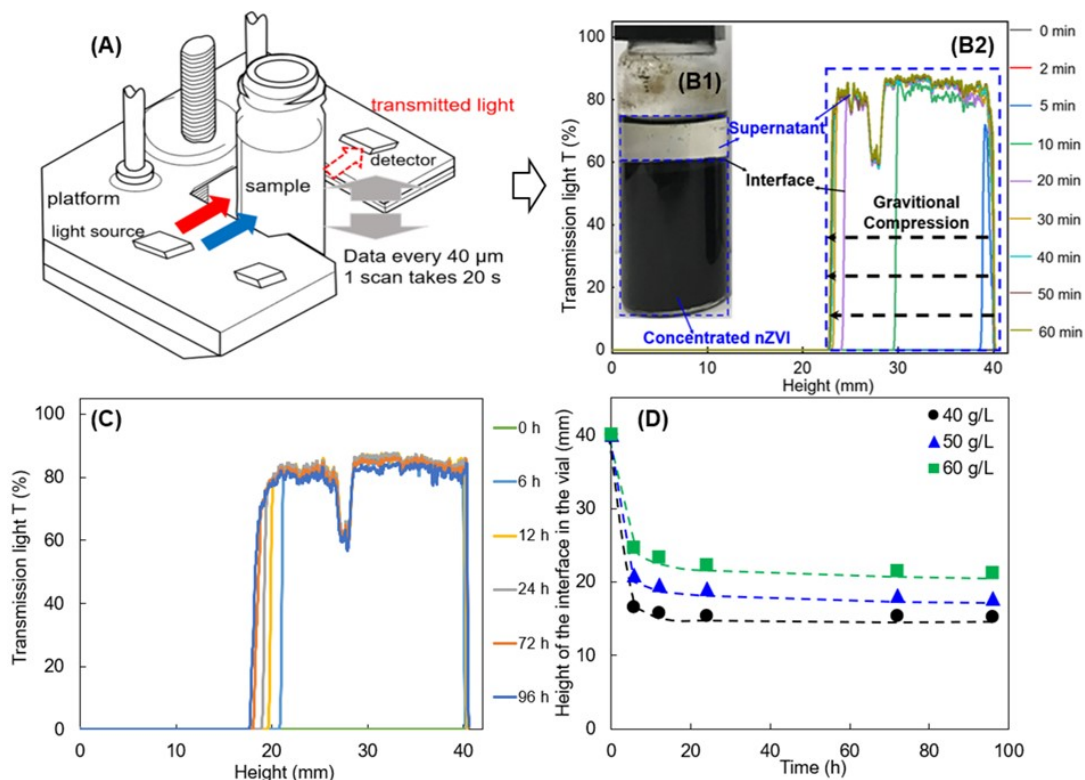 (A)
transmitted light
detector
sample
platform
light source
Data every 40 µm
1 scan takes 20 s
(B1)
(B2)
Transmission light T (%)
100
80
60
40
20
0
Supernatant
Interface
Gravitional
Compression
Concentrated nZVI
0 10 20 30 40
Height (mm)
0 min
2 min
5 min
10 min
20 min
30 min
40 min
50 min
60 min
(C)
Transmission light T (%)
100
80
60
40
20
0
0 10 20 30 40
Height (mm)
0 h
6 h
12 h
24 h
72 h
96 h
(D)
Height of the interface in the vial (mm)
50
40
30
20
10
0
0 20 40 60 80 100
Time (h)
40 g/L
50 g/L
60 g/L